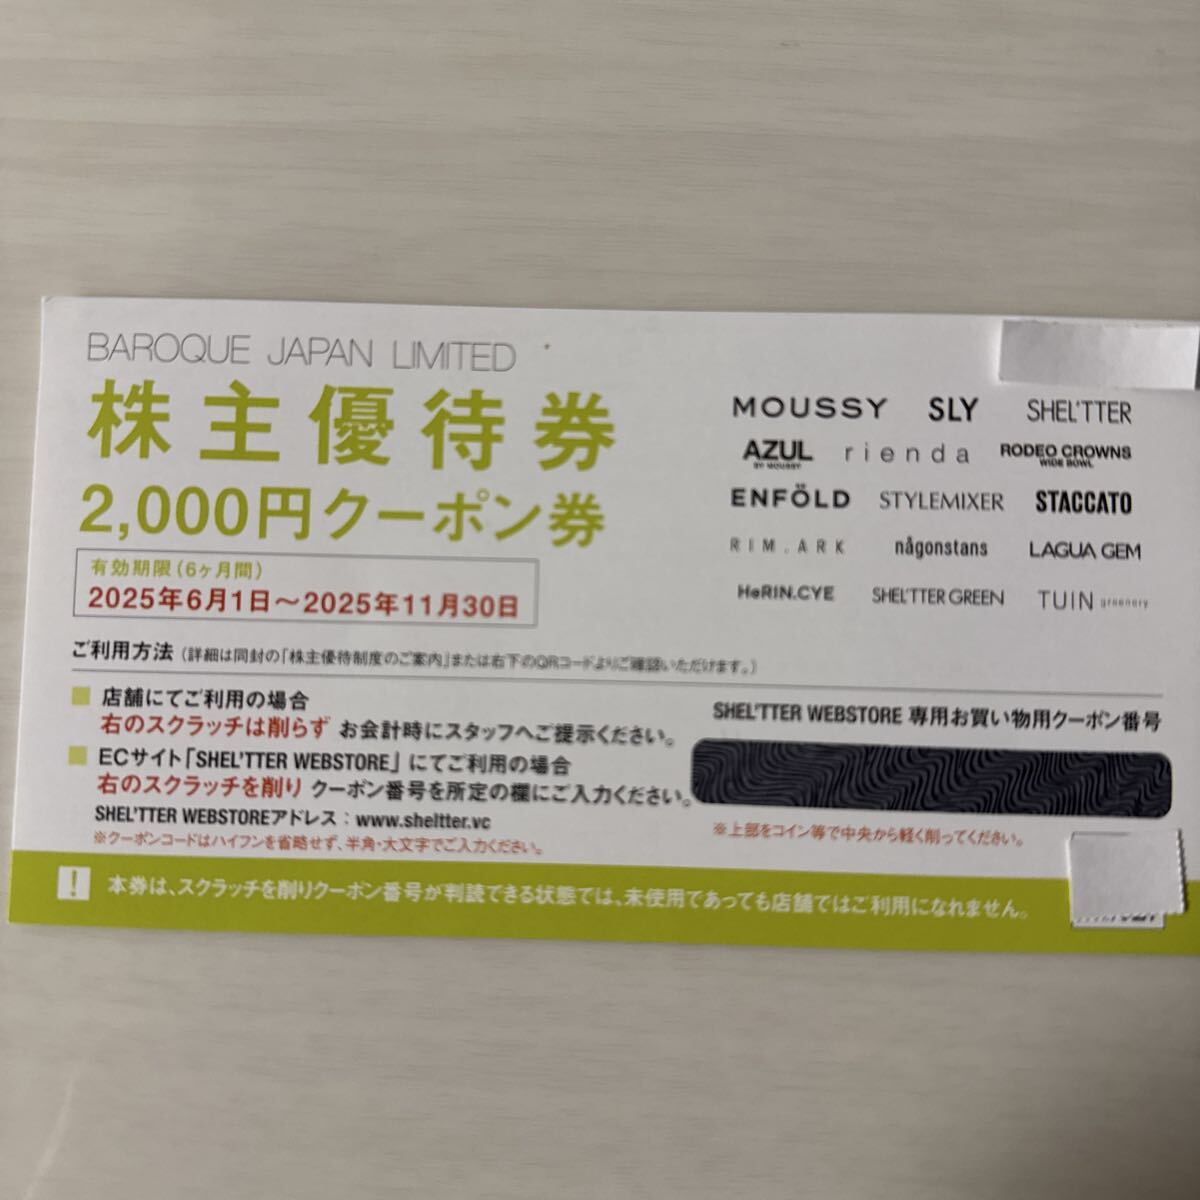 BAROQUE JAPAN LIMITED
株主優待券
2,000円クーポン券
有効期限(6ヶ月間)
2025年6月1日~2025年11月30日
MOUSSY SLY SHEL'TTER
AZUL BY MOUSSY rienda RODEO CROWNS WIDE BOWL
ENFÖLD STYLEMIXER STACCATO
RIM.ARK någonstans LAGUA GEM
HeRIN.CYE SHEL'TTER GREEN TUIN greenery
ご利用方法 (詳細は同封の「株主優待制度のご案内」または右下のQRコードよりご確認いただけます。)
■ 店舗にてご利用の場合
右のスクラッチは削らず お会計時にスタッフへご提示ください。
■ ECサイト「SHEL'TTER WEBSTORE」にてご利用の場合
右のスクラッチを削り クーポン番号を所定の欄にご入力ください。
SHEL'TTER WEBSTOREアドレス:www.sheltter.vc
※クーポンコードはハイフンを省略せず、半角・大文字でご入力ください。
SHEL'TTER WEBSTORE 専用お買い物用クーポン番号
※上部をコイン等で中央から軽く削ってください。
! 本券は、スクラッチを削りクーポン番号が判読できる状態では、未使用であっても店舗ではご利用になれません。